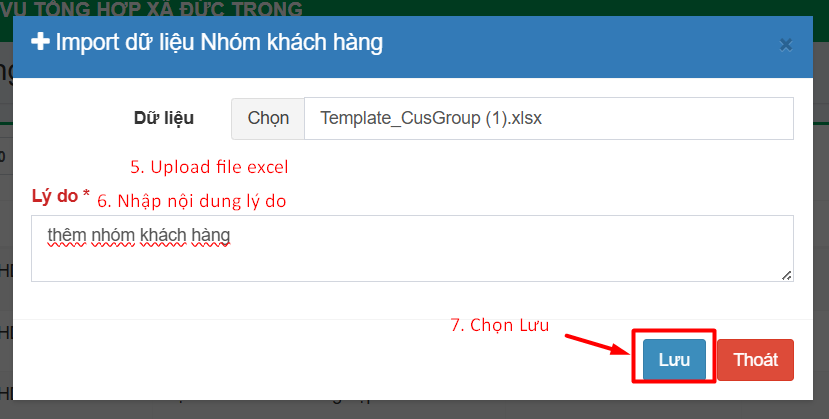 VỤ TỔNG HỢP XÃ ĐỨC TRỌNG
Import dữ liệu Nhóm khách hàng
×
Dữ liệu
Chọn
Template_CusGroup (1).xlsx
5. Upload file excel
Lý do *
6. Nhập nội dung lý do
thêm nhóm khách hàng
7. Chọn Lưu
Lưu
Thoát